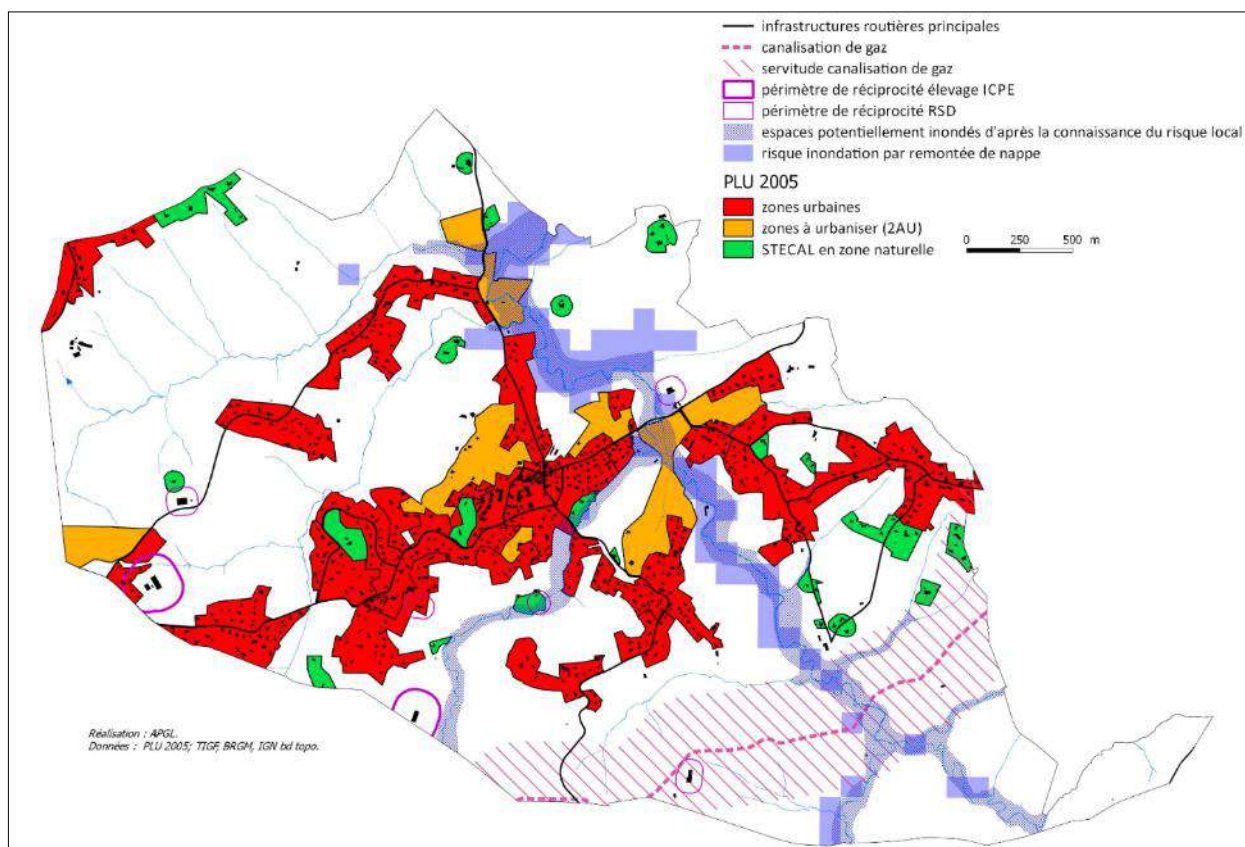 infrastructures routières principales
canalisation de gaz
servitude canalisation de gaz
périmètre de réciprocité élevage ICPE
périmètre de réciprocité RSD
espaces potentiellement inondés d'après la connaissance du risque local
risque inondation par remontée de nappe
PLU 2005
zones urbaines
zones à urbaniser (2AU)
STECAL en zone naturelle
0 250 500 m
Réalisation : APGL.
Données : PLU 2005; TIGF, BRGM, IGN bd topo.